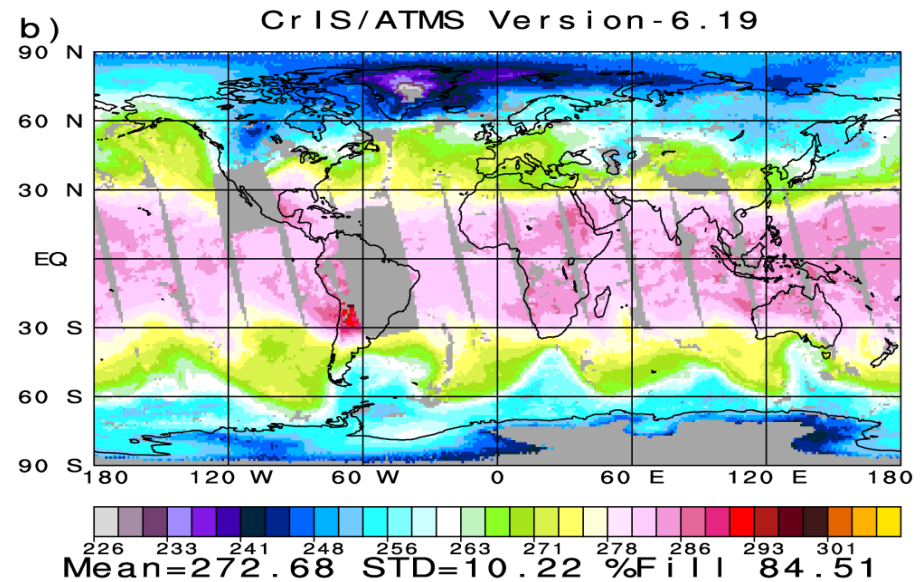 b) CrIS/ATMS Version-6.19
90 N
60 N
30 N
EQ
30 S
60 S
90 S
180 120 W 60 W 0 60 E 120 E 180
226 233 241 248 256 263 271 278 286 293 301
Mean=272.68 STD=10.22 %Fill 84.51